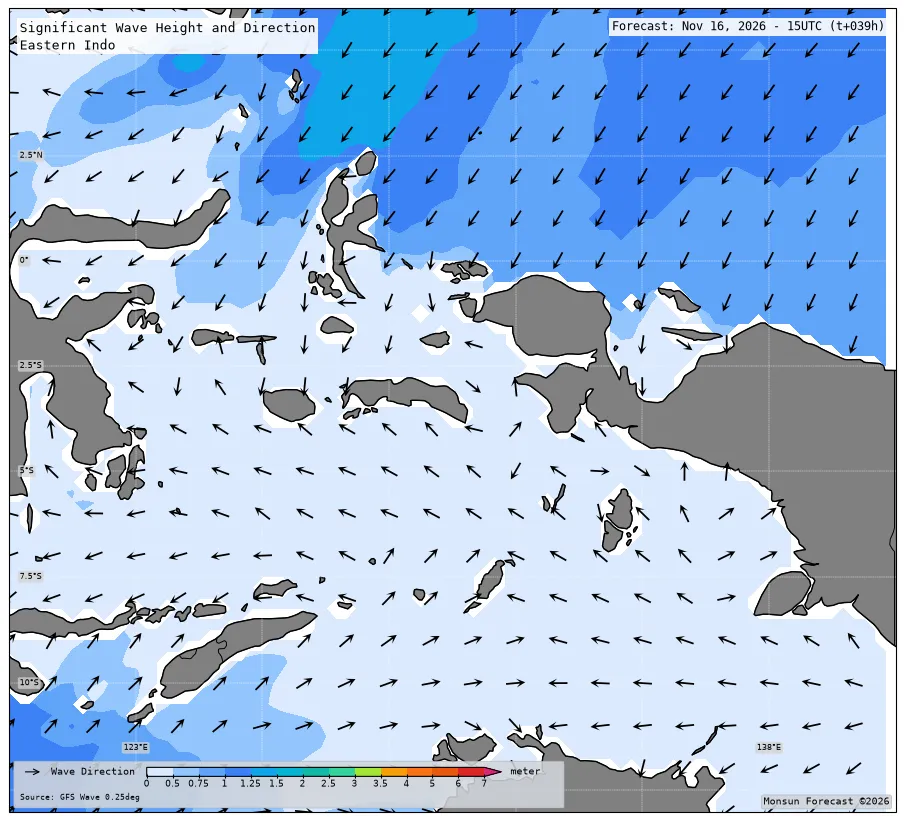 Significant Wave Height and Direction
Eastern Indo
Forecast: Nov 16, 2026 - 15UTC (t+039h)
2.5°N
0°
2.5°S
5°S
7.5°S
10°S
123°E
138°E
Wave Direction
0 0.5 0.75 1 1.25 1.5 2 2.5 3 3.5 4 5 6 7
meter
Source: GFS Wave 0.25deg
Monsun Forecast ©2026